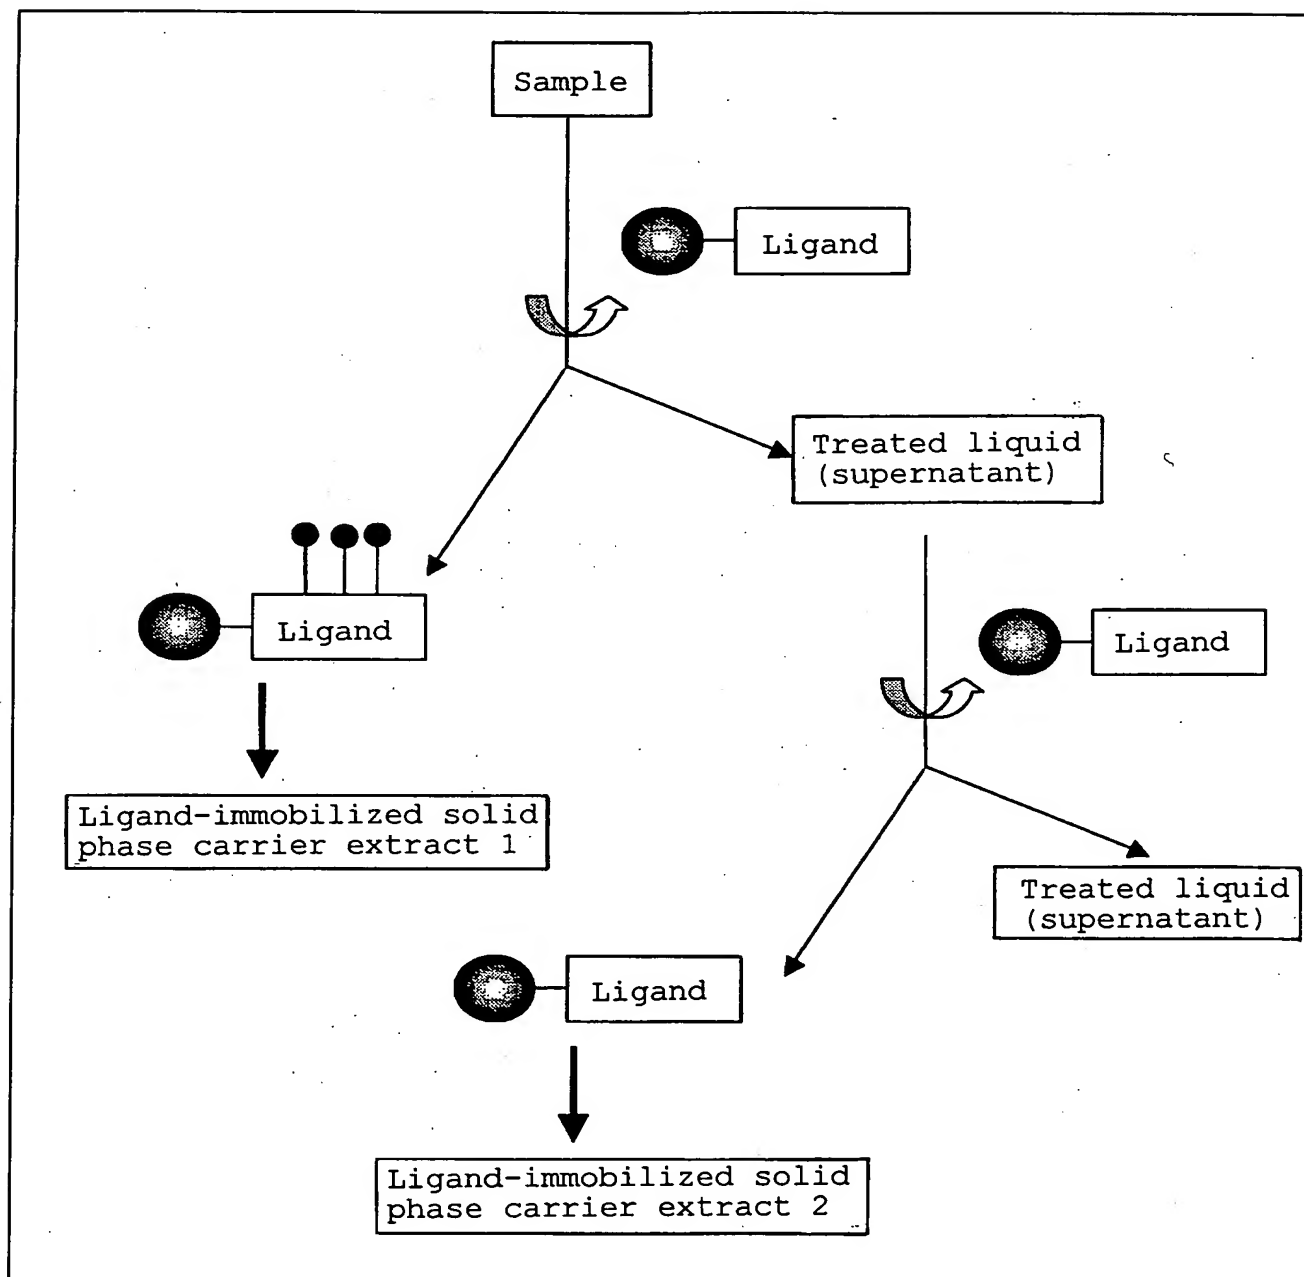 Sample
Ligand
Treated liquid
(supernatant)
Ligand
Ligand
Ligand-immobilized solid
phase carrier extract 1
Treated liquid
(supernatant)
Ligand
Ligand-immobilized solid
phase carrier extract 2